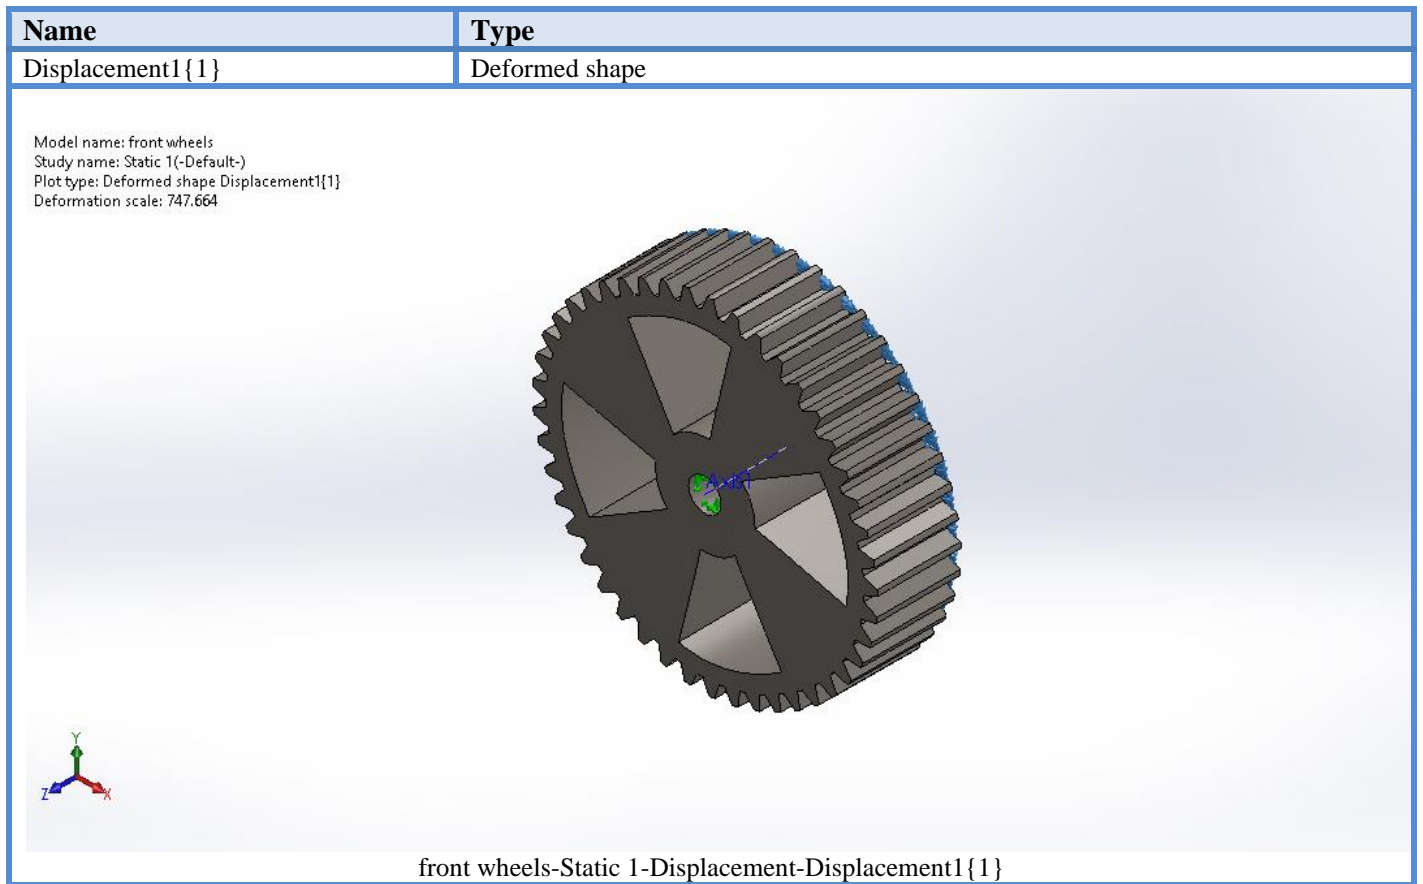 Name Type
Displacement1{1} Deformed shape
Model name: front wheels
Study name: Static 1(-Default-)
Plot type: Deformed shape Displacement1{1}
Deformation scale: 747.664
Axis1
Y
Z X
front wheels-Static 1-Displacement-Displacement1{1}